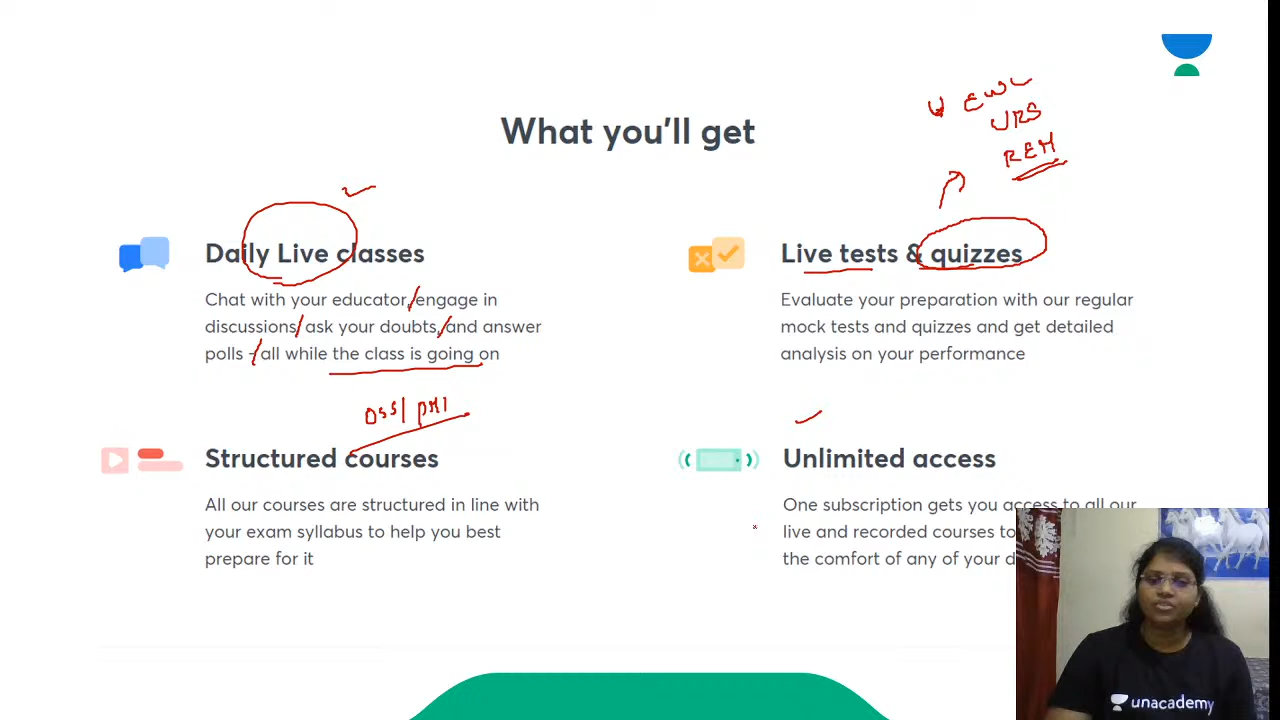 What you'll get
EWL
URS
REM
Daily Live classes
Chat with your educator, engage in
discussions, ask your doubts, and answer
polls - all while the class is going on
Live tests & quizzes
Evaluate your preparation with our regular
mock tests and quizzes and get detailed
analysis on your performance
OSS/ PMI
Structured courses
All our courses are structured in line with
your exam syllabus to help you best
prepare for it
Unlimited access
One subscription gets you access to all our
live and recorded courses to
the comfort of any of your d
unacademy